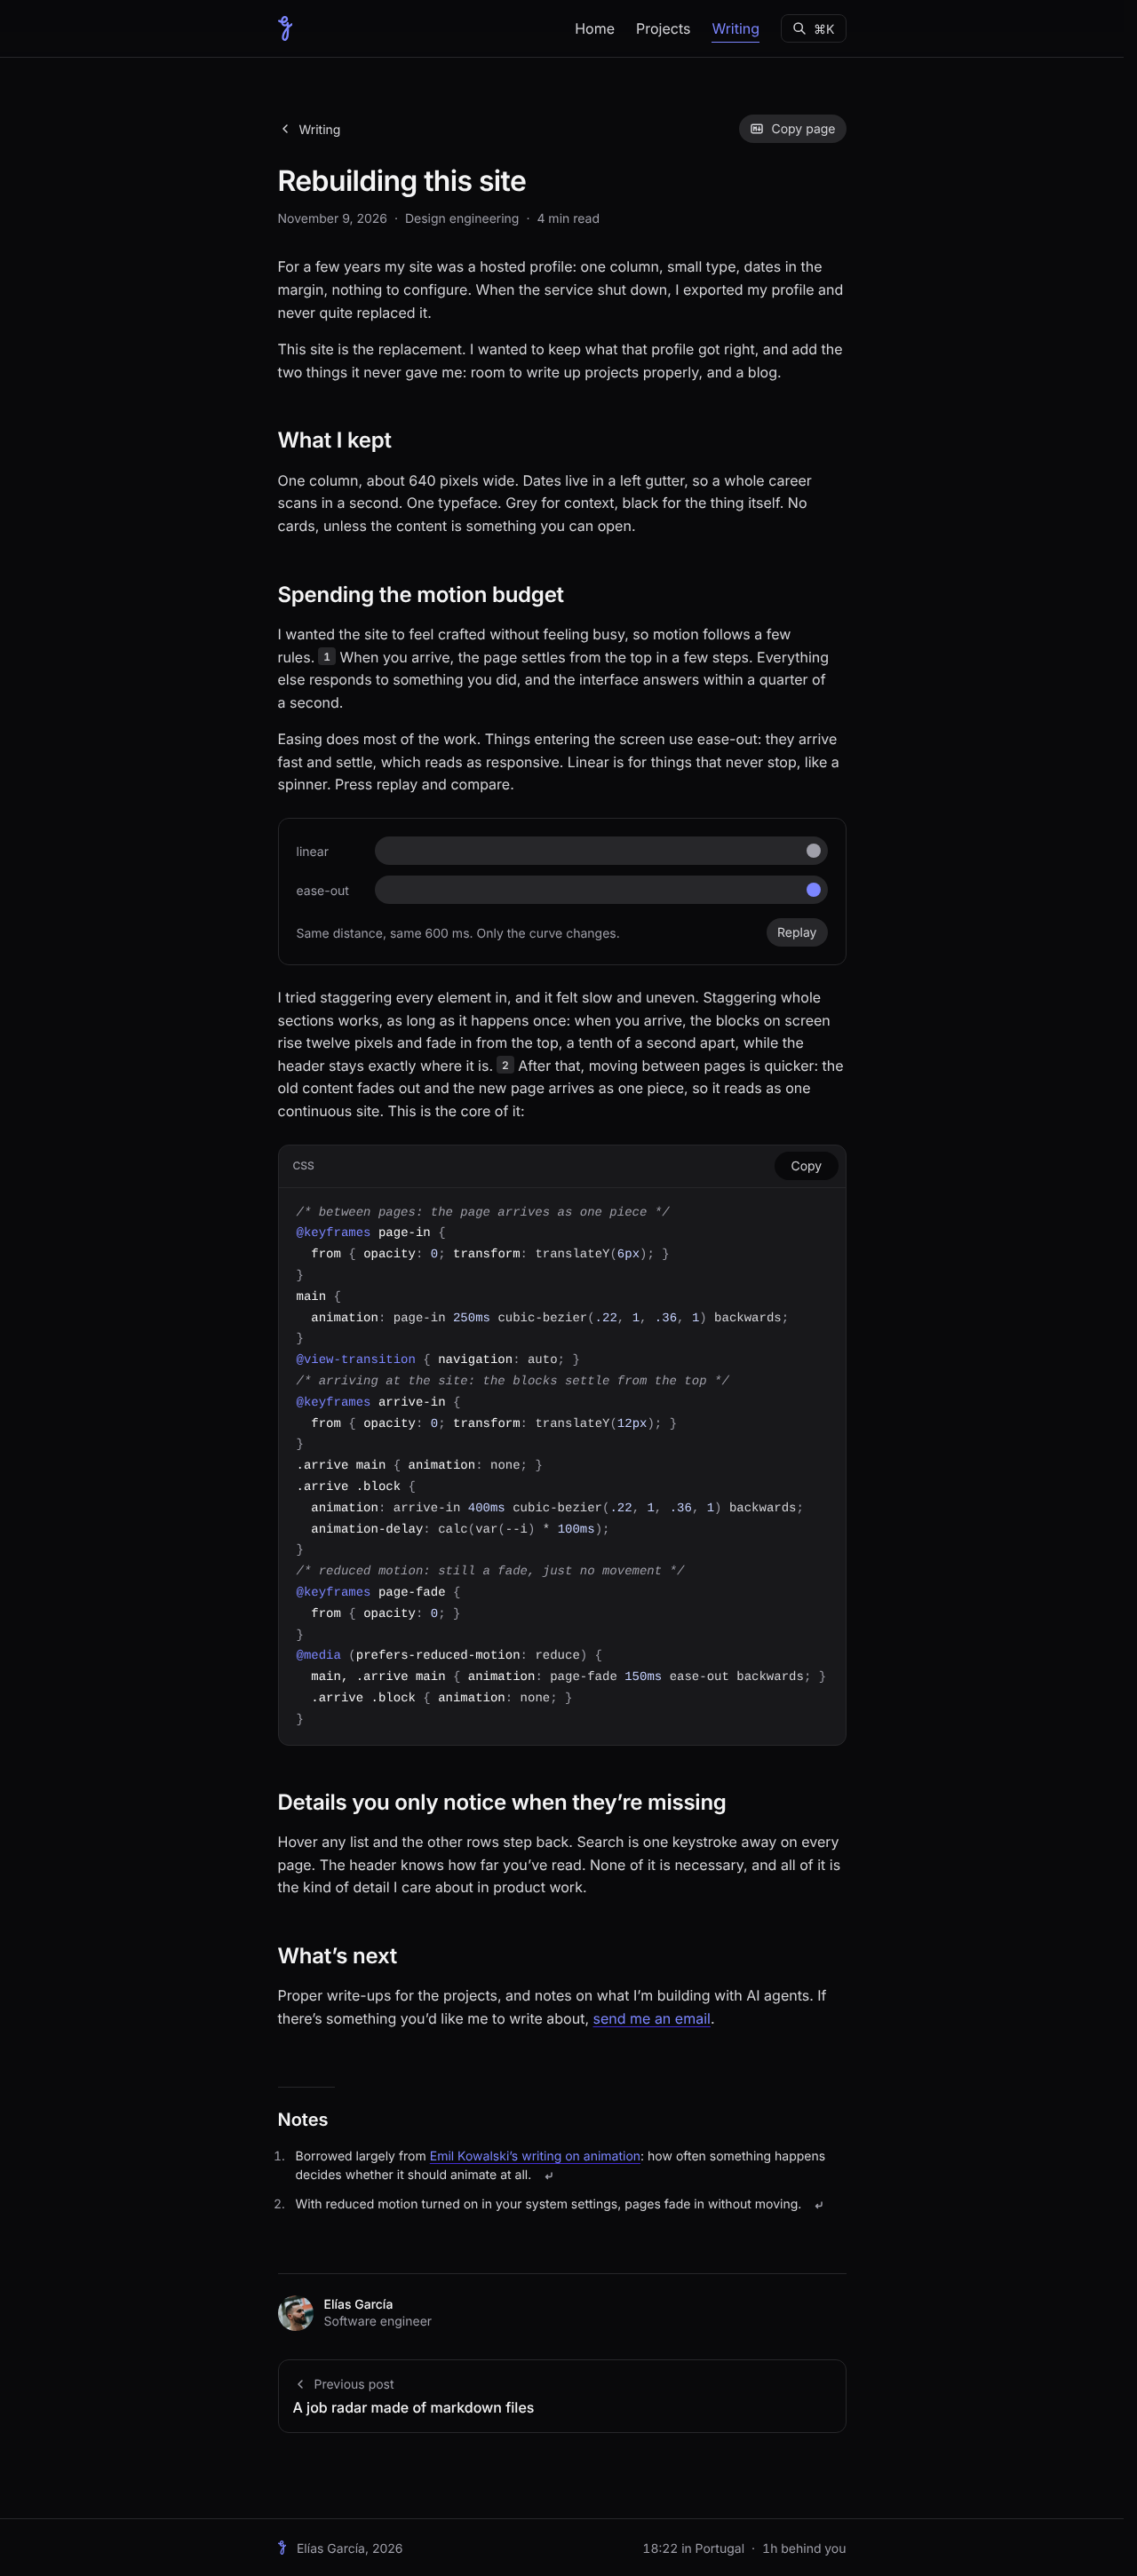 Home Projects Writing ⌘K
Writing
Copy page
Rebuilding this site
November 9, 2026 · Design engineering · 4 min read
For a few years my site was a hosted profile: one column, small type, dates in the
margin, nothing to configure. When the service shut down, I exported my profile and
never quite replaced it.
This site is the replacement. I wanted to keep what that profile got right, and add the
two things it never gave me: room to write up projects properly, and a blog.
What I kept
One column, about 640 pixels wide. Dates live in a left gutter, so a whole career
scans in a second. One typeface. Grey for context, black for the thing itself. No
cards, unless the content is something you can open.
Spending the motion budget
I wanted the site to feel crafted without feeling busy, so motion follows a few
rules. 1 When you arrive, the page settles from the top in a few steps. Everything
else responds to something you did, and the interface answers within a quarter of
a second.
Easing does most of the work. Things entering the screen use ease-out: they arrive
fast and settle, which reads as responsive. Linear is for things that never stop, like a
spinner. Press replay and compare.
linear
ease-out
Same distance, same 600 ms. Only the curve changes.
Replay
I tried staggering every element in, and it felt slow and uneven. Staggering whole
sections works, as long as it happens once: when you arrive, the blocks on screen
rise twelve pixels and fade in from the top, a tenth of a second apart, while the
header stays exactly where it is. 2 After that, moving between pages is quicker: the
old content fades out and the new page arrives as one piece, so it reads as one
continuous site. This is the core of it:
CSS
Copy
/* between pages: the page arrives as one piece */
@keyframes page-in {
  from { opacity: 0; transform: translateY(6px); }
}
main {
  animation: page-in 250ms cubic-bezier(.22, 1, .36, 1) backwards;
}
@view-transition { navigation: auto; }
/* arriving at the site: the blocks settle from the top */
@keyframes arrive-in {
  from { opacity: 0; transform: translateY(12px); }
}
.arrive main { animation: none; }
.arrive .block {
  animation: arrive-in 400ms cubic-bezier(.22, 1, .36, 1) backwards;
  animation-delay: calc(var(--i) * 100ms);
}
/* reduced motion: still a fade, just no movement */
@keyframes page-fade {
  from { opacity: 0; }
}
@media (prefers-reduced-motion: reduce) {
  main, .arrive main { animation: page-fade 150ms ease-out backwards; }
  .arrive .block { animation: none; }
}
Details you only notice when they’re missing
Hover any list and the other rows step back. Search is one keystroke away on every
page. The header knows how far you’ve read. None of it is necessary, and all of it is
the kind of detail I care about in product work.
What’s next
Proper write-ups for the projects, and notes on what I’m building with AI agents. If
there’s something you’d like me to write about, send me an email.
Notes
1. Borrowed largely from Emil Kowalski’s writing on animation: how often something happens
decides whether it should animate at all. ↵
2. With reduced motion turned on in your system settings, pages fade in without moving. ↵
Elías García
Software engineer
Previous post
A job radar made of markdown files
Elías García, 2026
18:22 in Portugal · 1h behind you